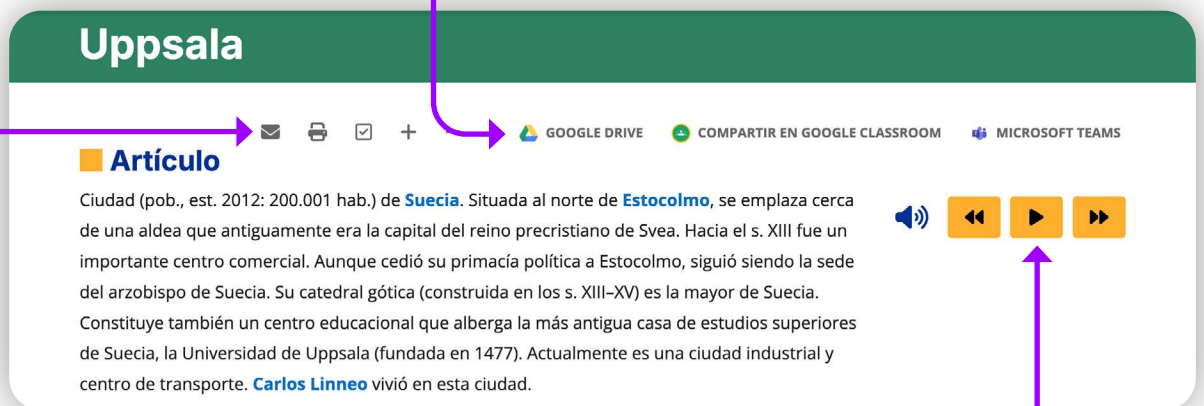 Uppsala
GOOGLE DRIVE
COMPARTIR EN GOOGLE CLASSROOM
MICROSOFT TEAMS
Artículo
Ciudad (pob., est. 2012: 200.001 hab.) de Suecia. Situada al norte de Estocolmo, se emplaza cerca
de una aldea que antiguamente era la capital del reino precristiano de Svea. Hacia el s. XIII fue un
importante centro comercial. Aunque cedió su primacía política a Estocolmo, siguió siendo la sede
del arzobispo de Suecia. Su catedral gótica (construida en los s. XIII–XV) es la mayor de Suecia.
Constituye también un centro educacional que alberga la más antigua casa de estudios superiores
de Suecia, la Universidad de Uppsala (fundada en 1477). Actualmente es una ciudad industrial y
centro de transporte. Carlos Linneo vivió en esta ciudad.